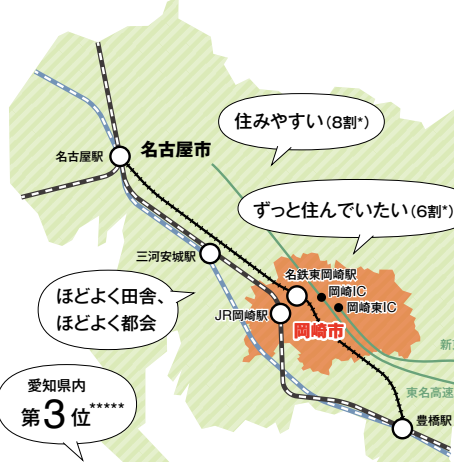 住みやすい(8割*)
名古屋駅
名古屋市
ずっと住んでいたい(6割*)
三河安城駅
名鉄東岡崎駅
岡崎IC
岡崎東IC
ほどよく田舎、
ほどよく都会
JR岡崎駅
岡崎市
新
愛知県内
第3位*****
東名高速
豊橋駅